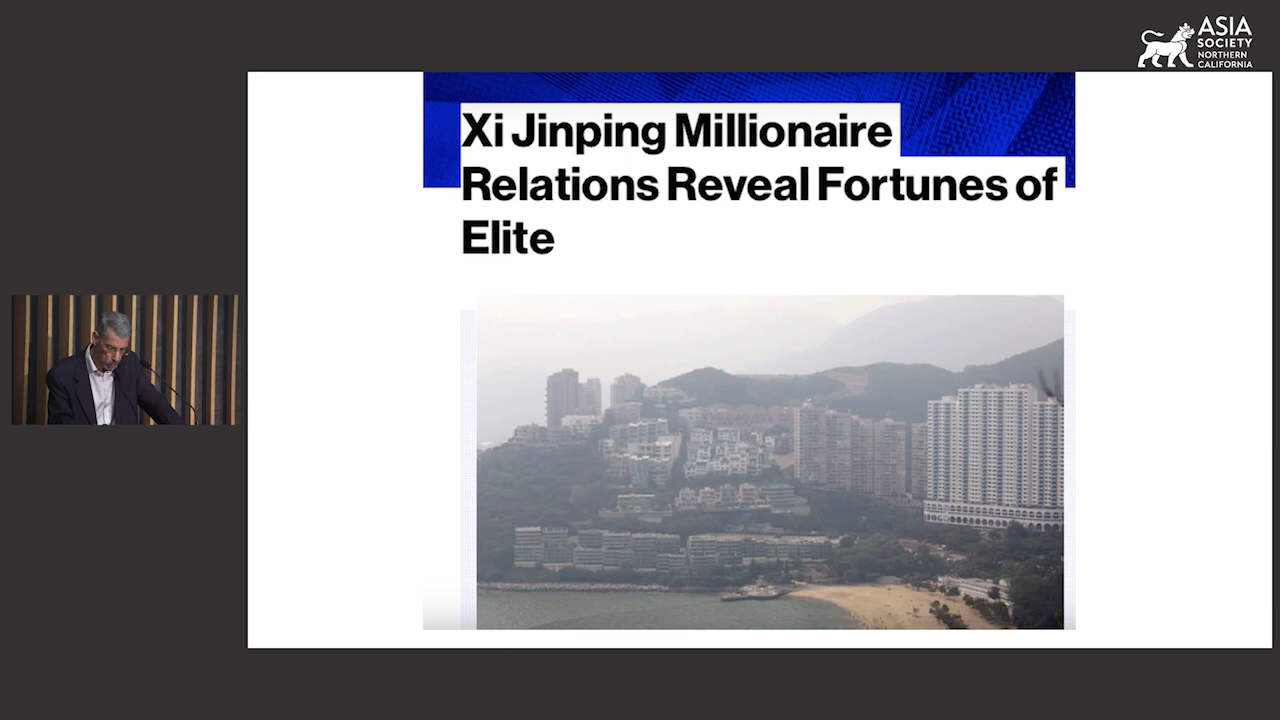 ASIA
SOCIETY
NORTHERN
CALIFORNIA
Xi Jinping Millionaire
Relations Reveal Fortunes of
Elite